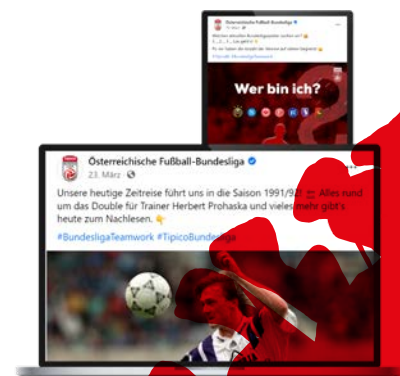 Österreichische Fußball-Bundesliga
Wer bin ich?
Österreichische Fußball-Bundesliga
23. März
Unsere heutige Zeitreise führt uns in die Saison 1991/92! Alles rund
um das Double für Trainer Herbert Prohaska und vieles mehr gibt's
heute zum Nachlesen.
#BundesligaTeamwork #TipicoBundesliga